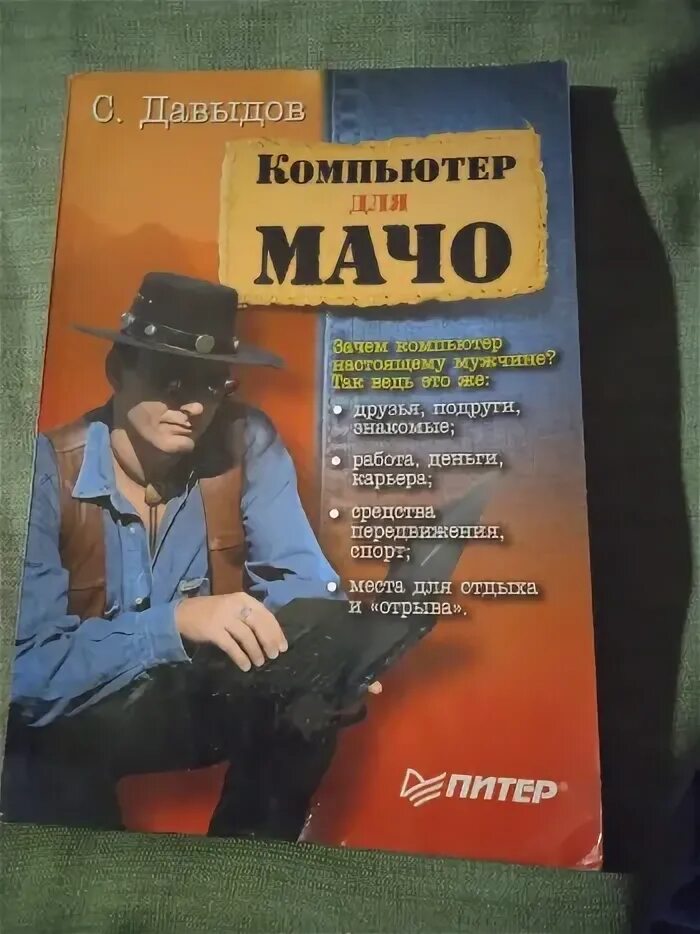 С. Давыдов
Компьютер
для
МАЧО
Зачем компьютер
настоящему мужчине?
Так ведь это же:
• друзья, подруги,
знакомые;
• работа, деньги,
карьера;
• средства
передвижения,
спорт;
• места для отдыха
и «отрыва».
ПИТЕР®